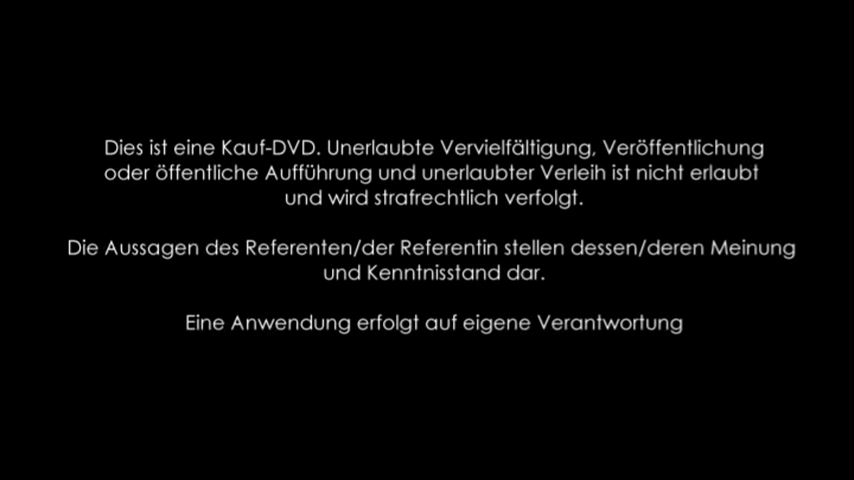 Dies ist eine Kauf-DVD. Unerlaubte Vervielfältigung, Veröffentlichung
oder öffentliche Aufführung und unerlaubter Verleih ist nicht erlaubt
und wird strafrechtlich verfolgt.
Die Aussagen des Referenten/der Referentin stellen dessen/deren Meinung
und Kenntnisstand dar.
Eine Anwendung erfolgt auf eigene Verantwortung